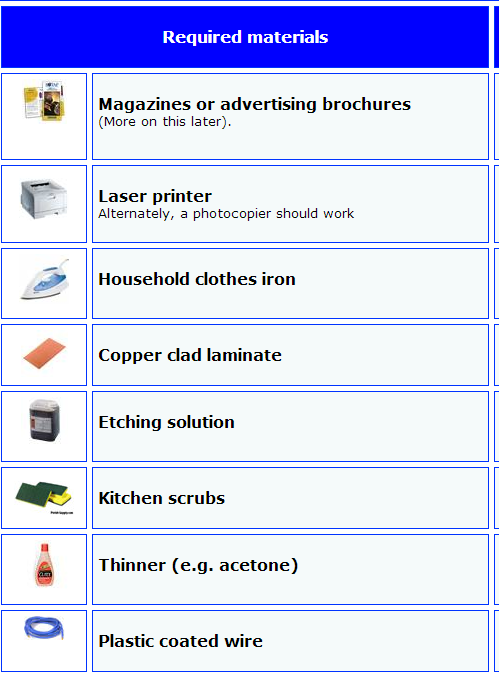 Required materials
Magazines or advertising brochures
(More on this later).
Laser printer
Alternately, a photocopier should work
Household clothes iron
Copper clad laminate
Etching solution
Kitchen scrubs
Thinner (e.g. acetone)
Plastic coated wire